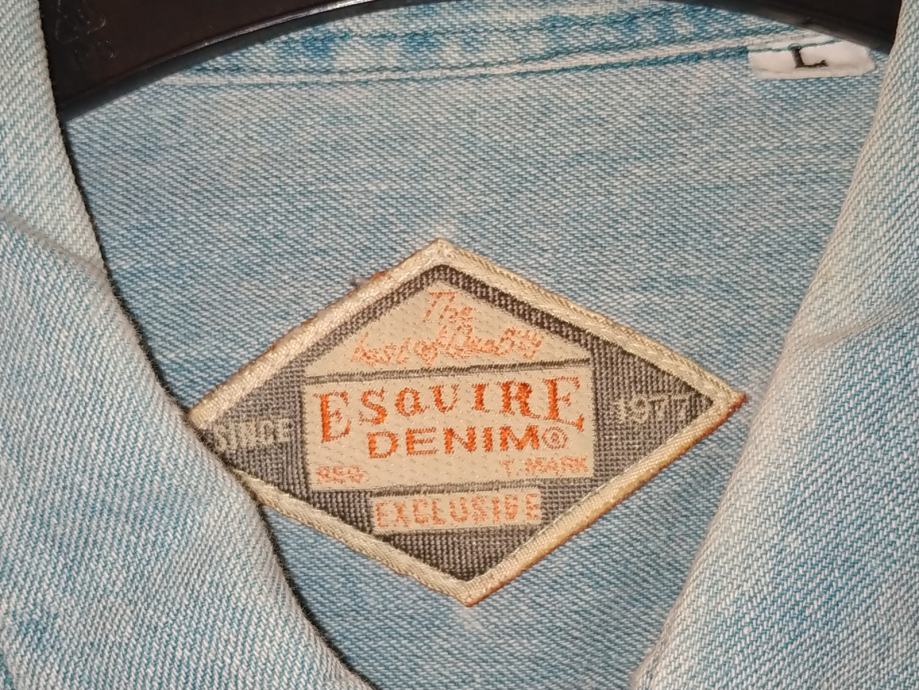 L
The
best of Quality
ESQUIRE
SINCE
1977
DENIM®
REG
T.MARK
EXCLUSIVE